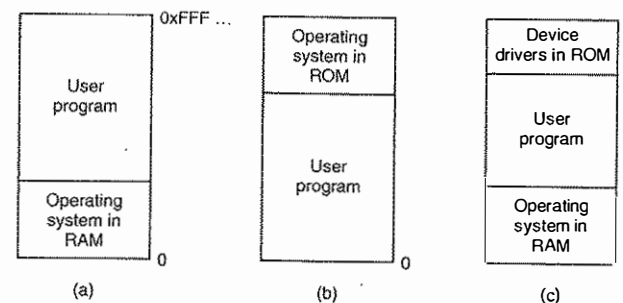 0xFFF ...
User
program
Operating
system in
RAM
0
(a)
Operating
system in
ROM
User
program
0
(b)
Device
drivers in ROM
User
program
Operating
system in
RAM
(c)